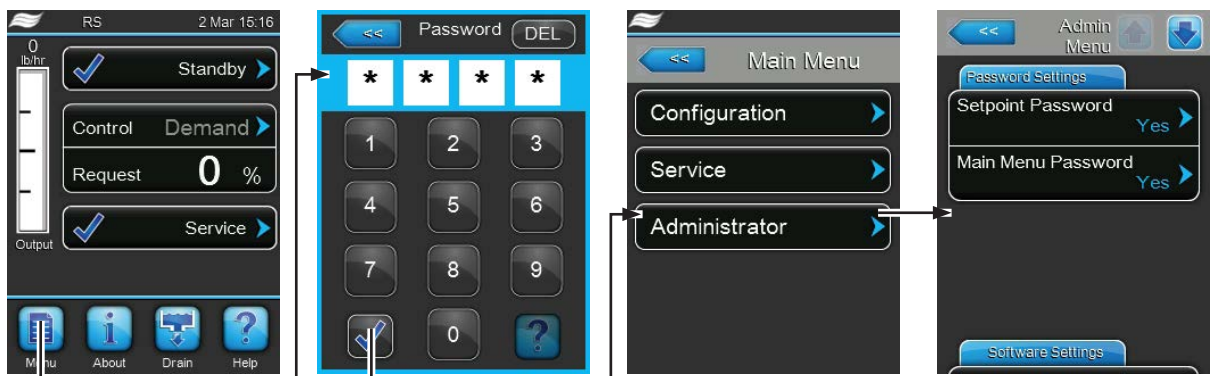 RS 2 Mar 15:16
0
lb/hr
Standby
Control Demand
Request 0 %
Service
Output
Menu About Drain Help
<< Password DEL
* * * *
1 2 3
4 5 6
7 8 9
0 ?
<< Main Menu
Configuration
Service
Administrator
<< Admin
Menu
Password Settings
Setpoint Password
Yes
Main Menu Password
Yes
Software Settings